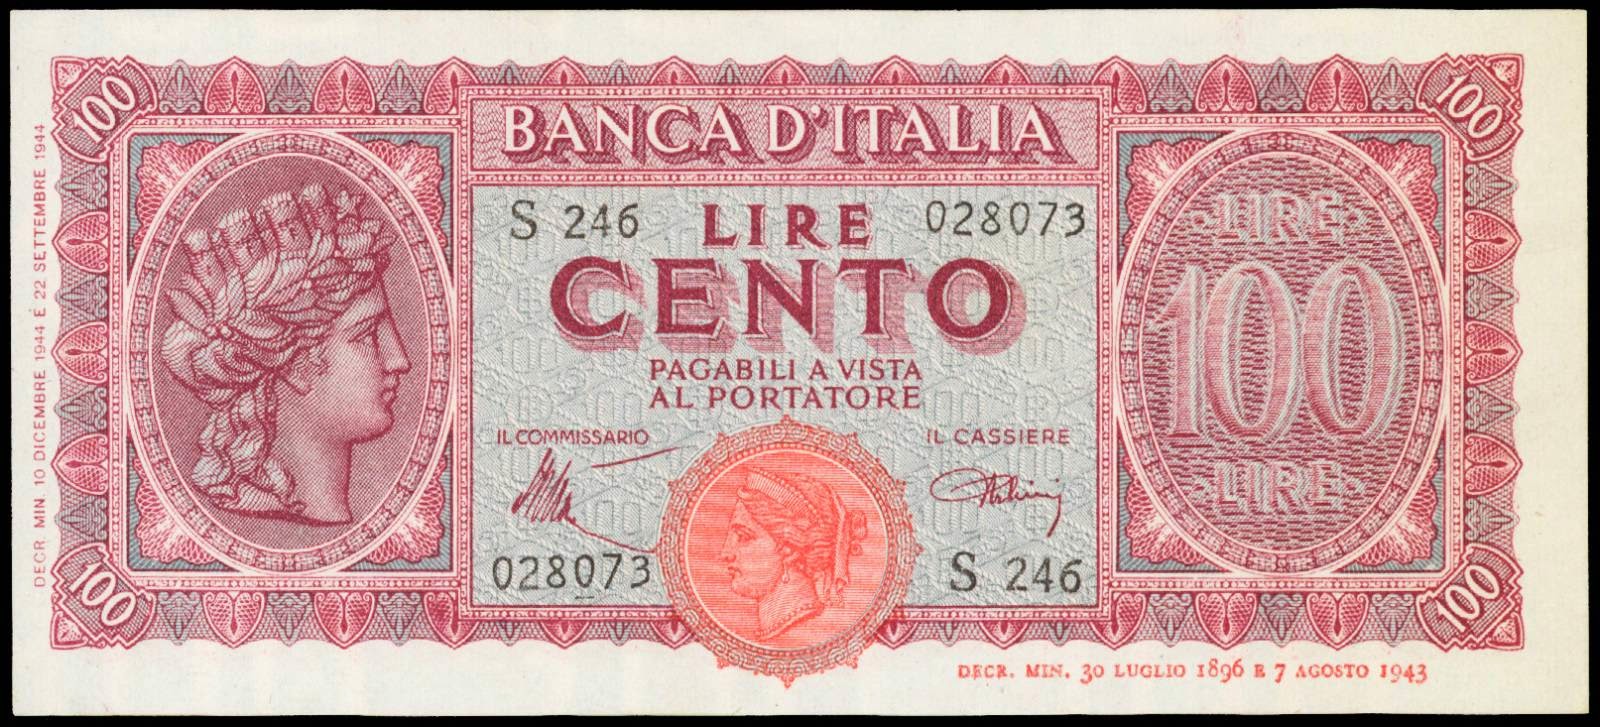 100
100
BANCA D'ITALIA
S 246
LIRE
028073
CENTO
PAGABILI A VISTA
AL PORTATORE
IL COMMISSARIO
IL CASSIERE
028073
S 246
LIRE
100
LIRE
100
100
DECR. MIN. 10 DICEMBRE 1944 E 22 SETTEMBRE 1944
DECR. MIN. 30 LUGLIO 1896 E 7 AGOSTO 1943